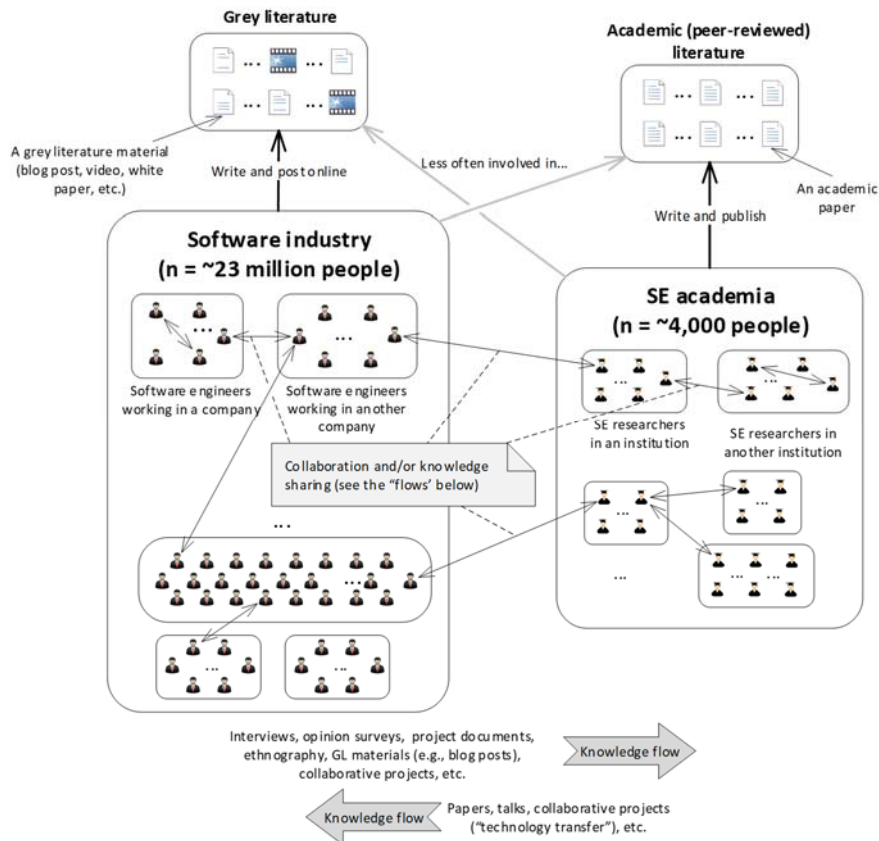 Grey literature
Academic (peer-reviewed)
literature
A grey literature material
(blog post, video, white
paper, etc.)
Write and post online
Less often involved in...
An academic
paper
Write and publish
Software industry
(n = ~23 million people)
SE academia
(n = ~4,000 people)
Software engineers
working in a company
Software engineers
working in another
company
SE researchers
in an institution
SE researchers in
another institution
Collaboration and/or knowledge
sharing (see the “flows’ below)
Interviews, opinion surveys, project documents,
ethnography, GL materials (e.g., blog posts),
collaborative projects, etc.
Knowledge flow
Knowledge flow
Papers, talks, collaborative projects
(“technology transfer”), etc.